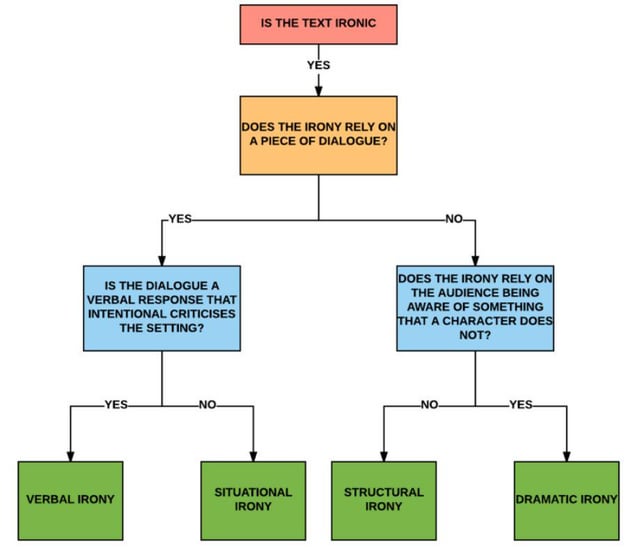 IS THE TEXT IRONIC
YES
DOES THE IRONY RELY ON
A PIECE OF DIALOGUE?
YES
NO
IS THE DIALOGUE A
VERBAL RESPONSE THAT
INTENTIONAL CRITICISES
THE SETTING?
DOES THE IRONY RELY ON
THE AUDIENCE BEING
AWARE OF SOMETHING
THAT A CHARACTER DOES
NOT?
YES
NO
NO
YES
VERBAL IRONY
SITUATIONAL
IRONY
STRUCTURAL
IRONY
DRAMATIC IRONY